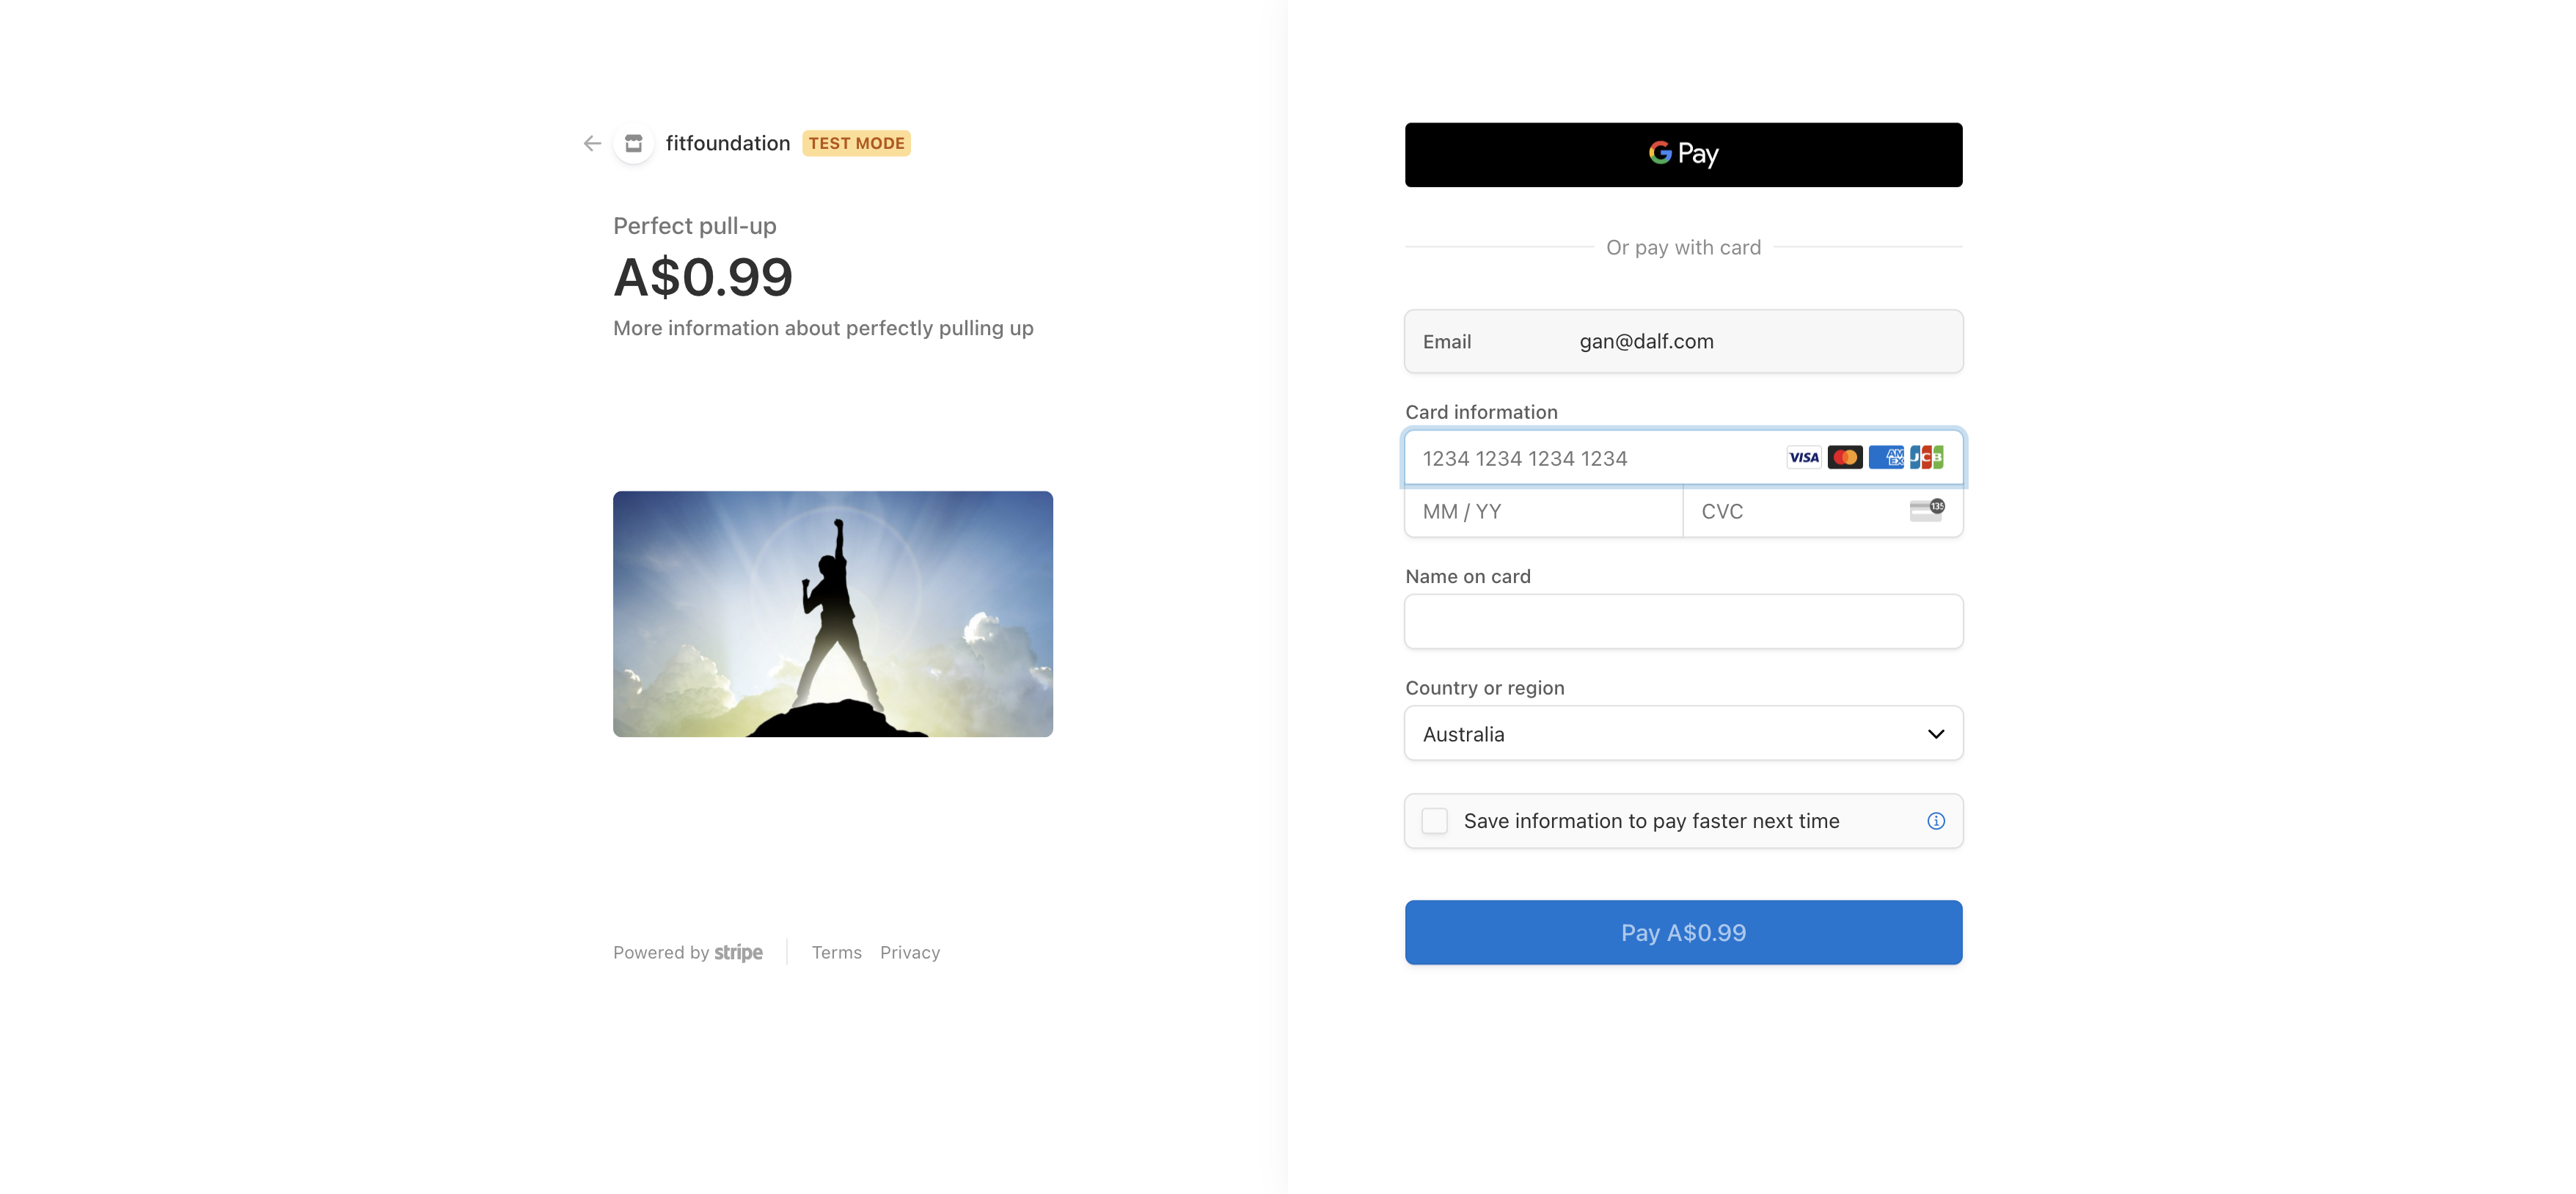 fitfoundation TEST MODE
Perfect pull-up
A$0.99
More information about perfectly pulling up
Powered by stripe Terms Privacy
G Pay
Or pay with card
Email gan@dalf.com
Card information
1234 1234 1234 1234 VISA AMEX JCB
MM / YY CVC 135
Name on card
Country or region
Australia
Save information to pay faster next time
Pay A$0.99